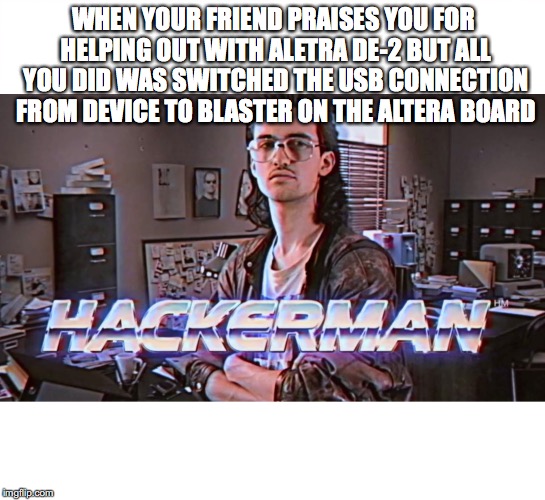 WHEN YOUR FRIEND PRAISES YOU FOR
HELPING OUT WITH ALETRA DE-2 BUT ALL
YOU DID WAS SWITCHED THE USB CONNECTION
FROM DEVICE TO BLASTER ON THE ALTERA BOARD
HACKERMAN HM
imgflip.com